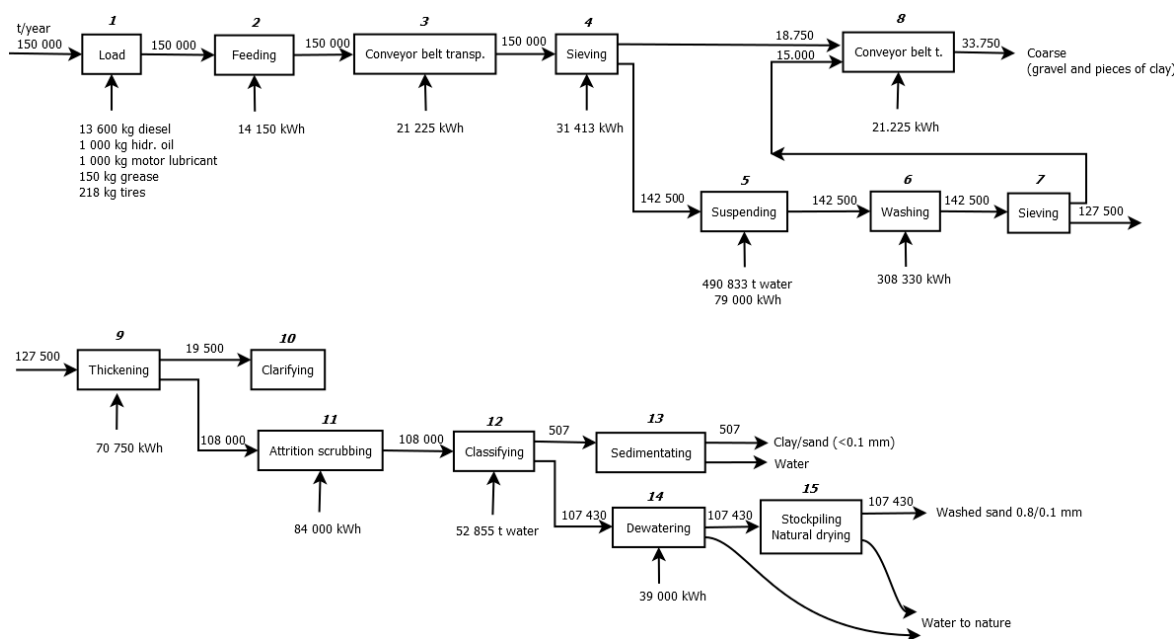 t/year
150 000
1
Load
150 000
2
Feeding
150 000
3
Conveyor belt transp.
150 000
4
Sieving
18.750
15.000
8
Conveyor belt t.
33.750
Coarse
(gravel and pieces of clay)
13 600 kg diesel
1 000 kg hidr. oil
1 000 kg motor lubricant
150 kg grease
218 kg tires
14 150 kWh
21 225 kWh
31 413 kWh
21.225 kWh
142 500
5
Suspending
142 500
6
Washing
142 500
7
Sieving
127 500
490 833 t water
79 000 kWh
308 330 kWh
127 500
9
Thickening
19 500
10
Clarifying
70 750 kWh
108 000
11
Attrition scrubbing
108 000
12
Classifying
507
13
Sedimentating
507
Clay/sand (<0.1 mm)
Water
84 000 kWh
52 855 t water
107 430
14
Dewatering
107 430
15
Stockpiling
Natural drying
107 430
Washed sand 0.8/0.1 mm
39 000 kWh
Water to nature